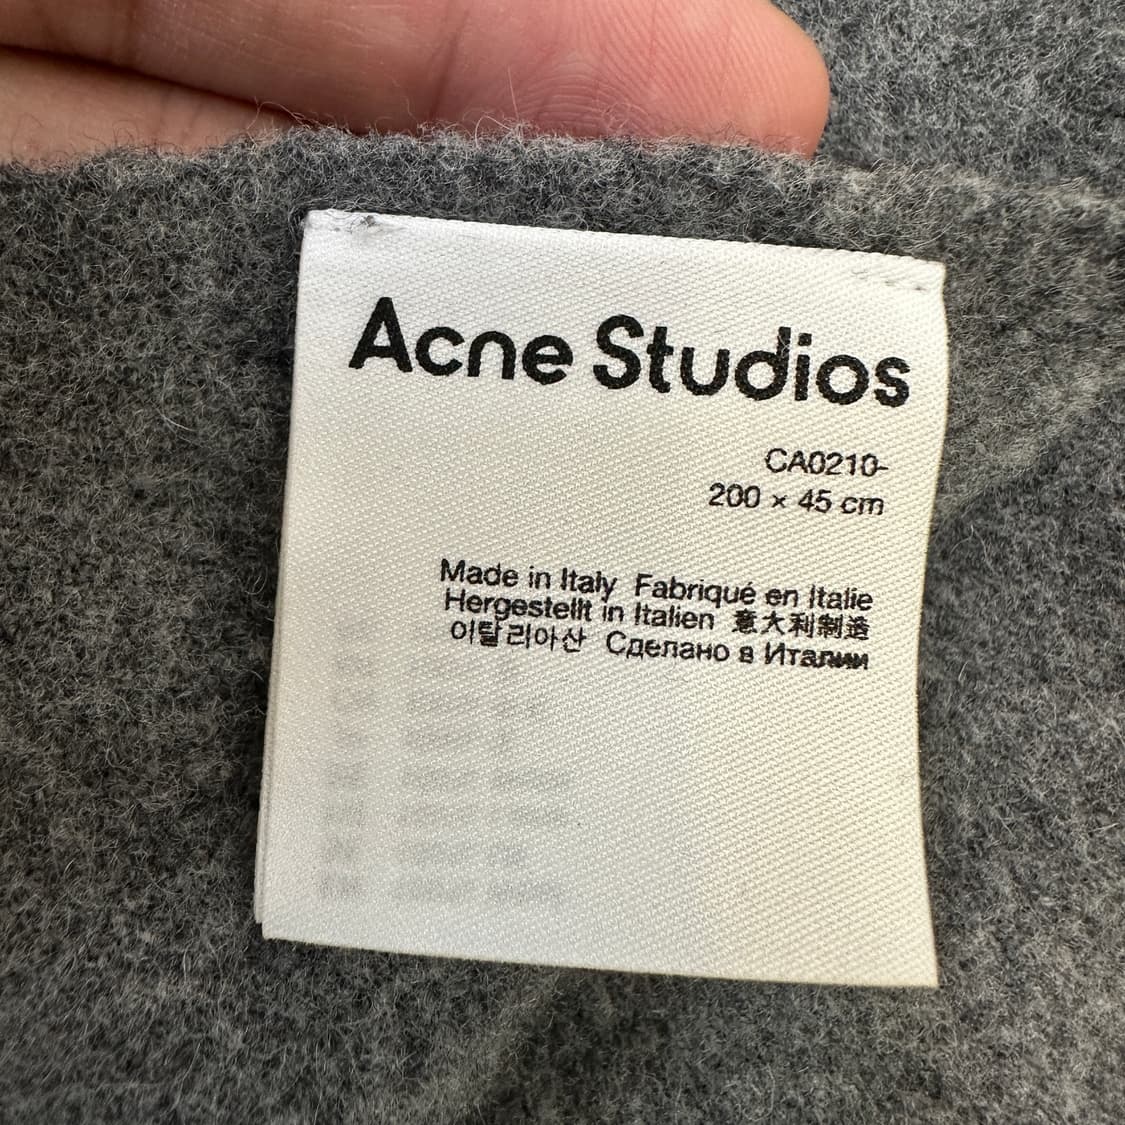 Acne Studios
CA0210-
200 × 45 cm
Made in Italy Fabriqué en Italie
Hergestellt in Italien 意大利制造
이탈리아산 Сделано в Италии